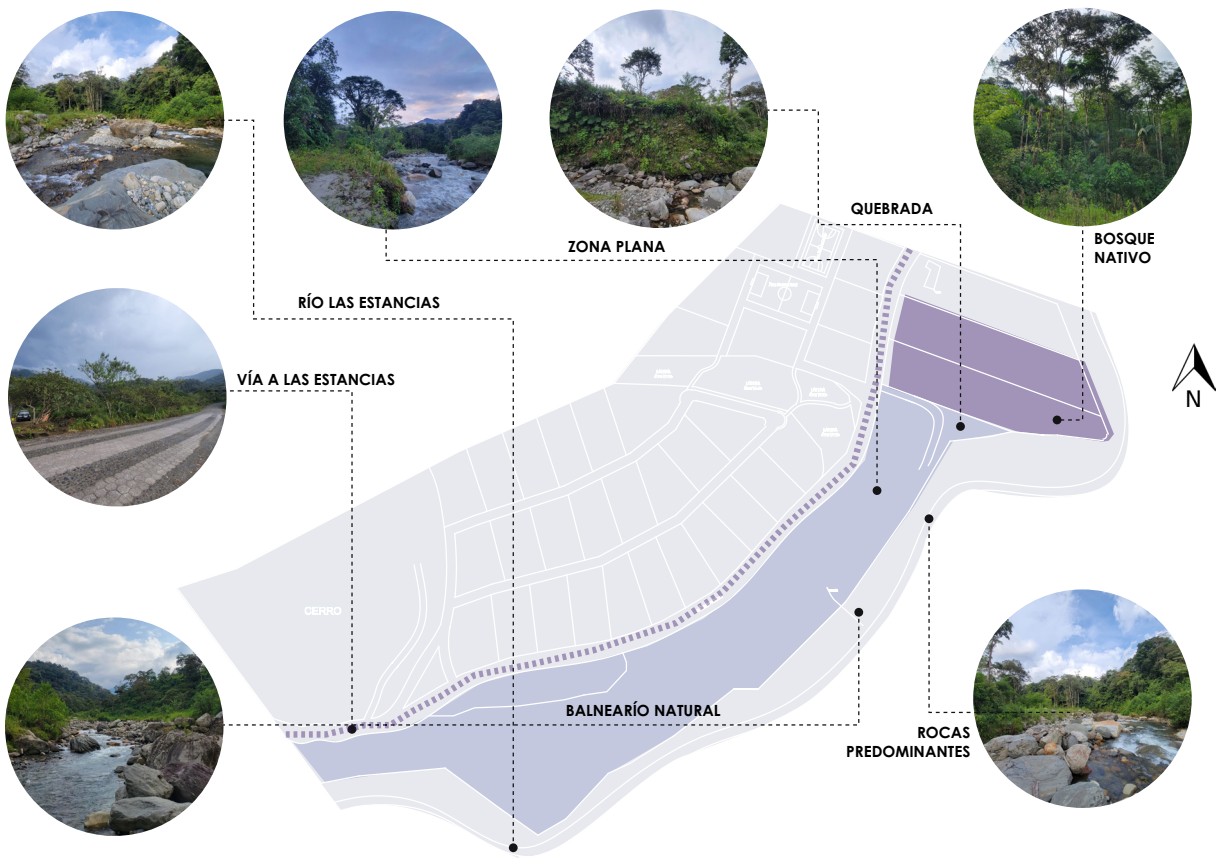 QUEBRADA
ZONA PLANA
BOSQUE
NATIVO
RÍO LAS ESTANCIAS
VÍA A LAS ESTANCIAS
N
CERRO
BALNEARÍO NATURAL
ROCAS
PREDOMINANTES